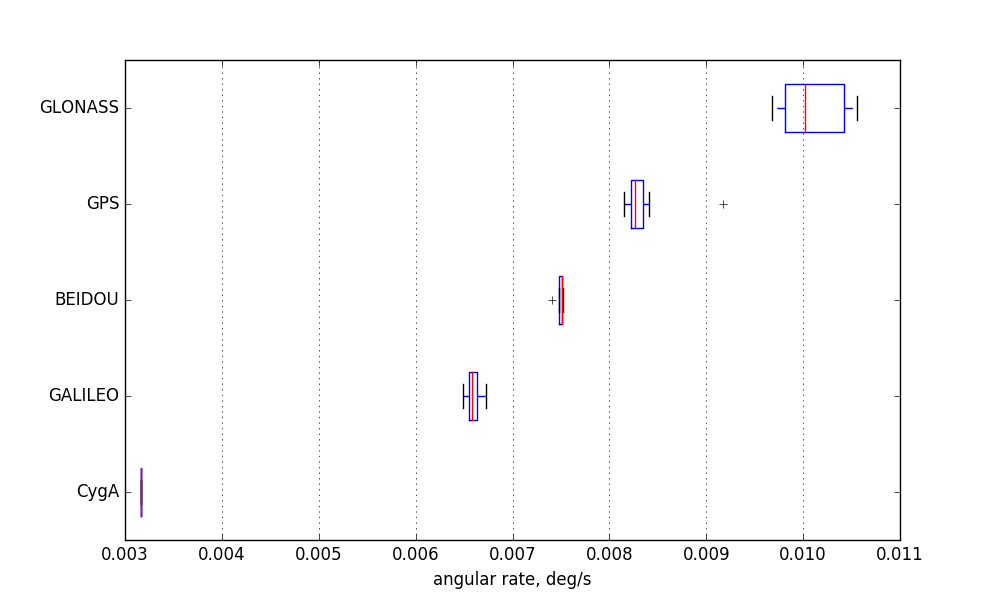 GLONASS
GPS
BEIDOU
GALILEO
CygA
0.003 0.004 0.005 0.006 0.007 0.008 0.009 0.010 0.011
angular rate, deg/s